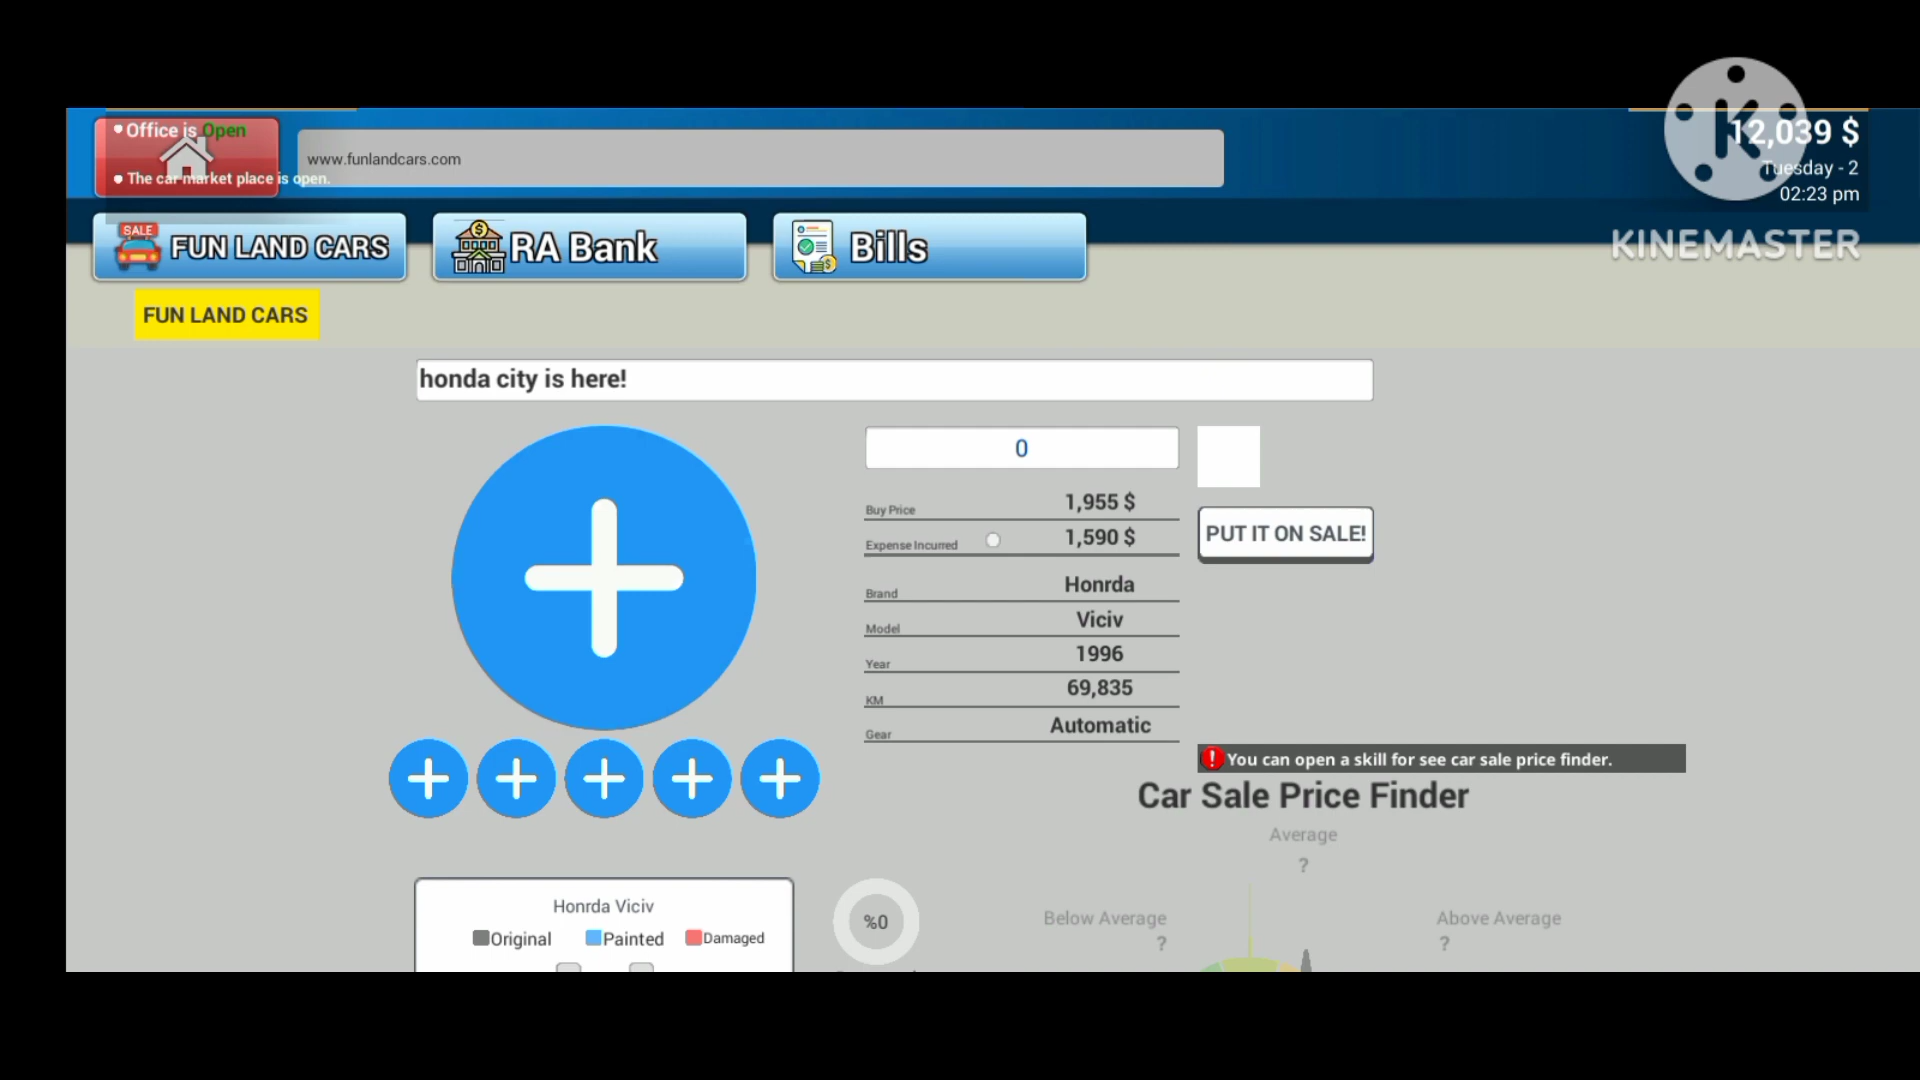 Office is Open
The car market place is open.
www.funlandcars.com
12,039 $
Tuesday - 2
02:23 pm
KINEMASTER
SALE
FUN LAND CARS
RA Bank
Bills
FUN LAND CARS
honda city is here!
0
Buy Price 1,955 $
Expense Incurred 1,590 $
PUT IT ON SALE!
Brand Honrda
Model Viciv
Year 1996
KM 69,835
Gear Automatic
You can open a skill for see car sale price finder.
Car Sale Price Finder
Average
?
Below Average
?
Above Average
?
Honrda Viciv
Original Painted Damaged
%0